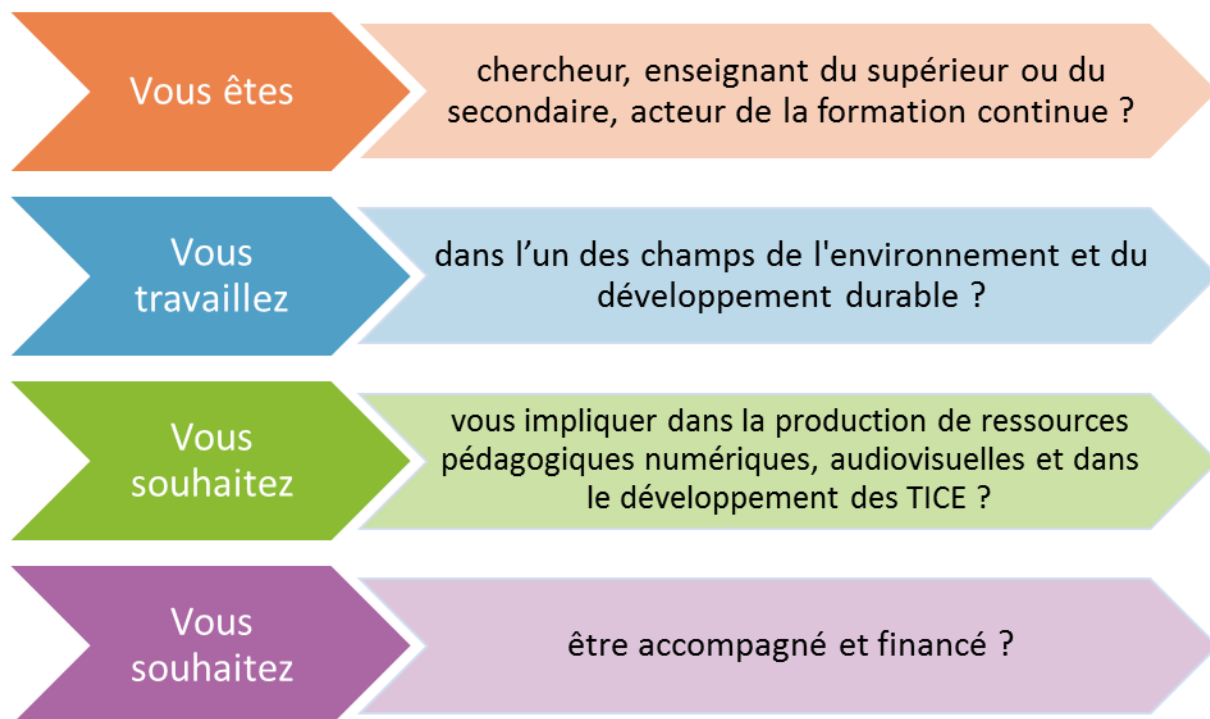 Vous êtes
chercheur, enseignant du supérieur ou du
secondaire, acteur de la formation continue ?
Vous
travaillez
dans l’un des champs de l'environnement et du
développement durable ?
Vous
souhaitez
vous impliquer dans la production de ressources
pédagogiques numériques, audiovisuelles et dans
le développement des TICE ?
Vous
souhaitez
être accompagné et financé ?